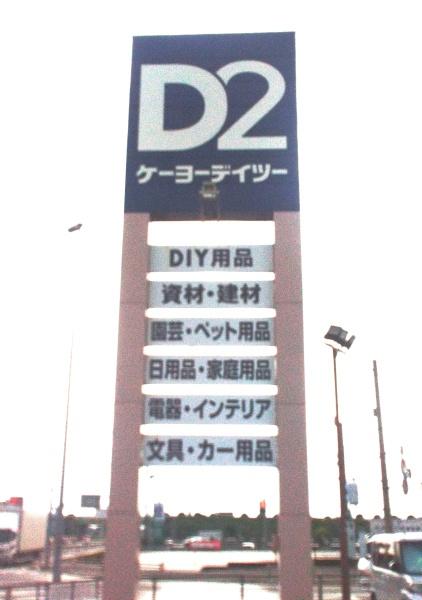 D2
ケーヨーデイツー
DIY用品
資材・建材
園芸・ペット用品
日用品・家庭用品
電器・インテリア
文具・カー用品